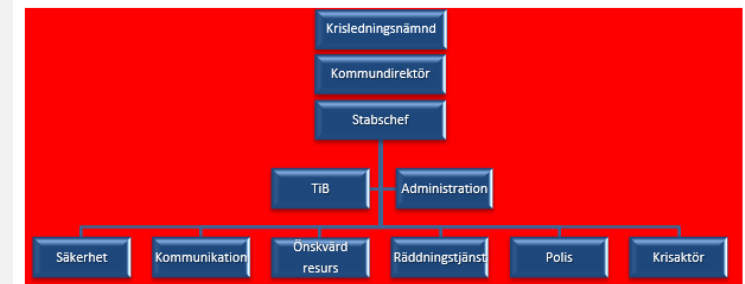 Krisledningsnämnd
Kommundirektör
Stabschef
TiB
Administration
Säkerhet
Kommunikation
Önskvärd
resurs
Räddningstjänst
Polis
Krisaktör